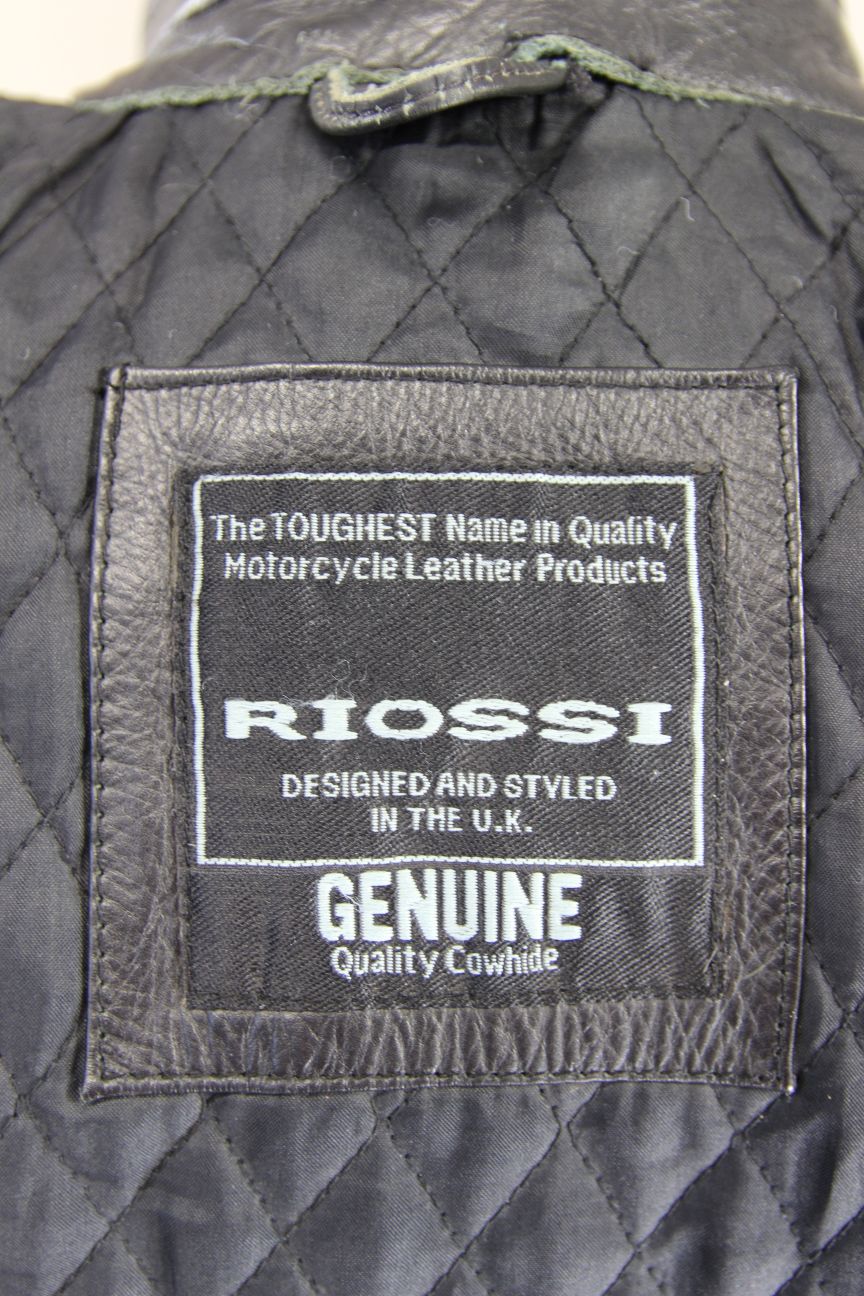 The TOUGHEST Name in Quality
Motorcycle Leather Products
RIOSSI
DESIGNED AND STYLED
IN THE U.K.
GENUINE
Quality Cowhide